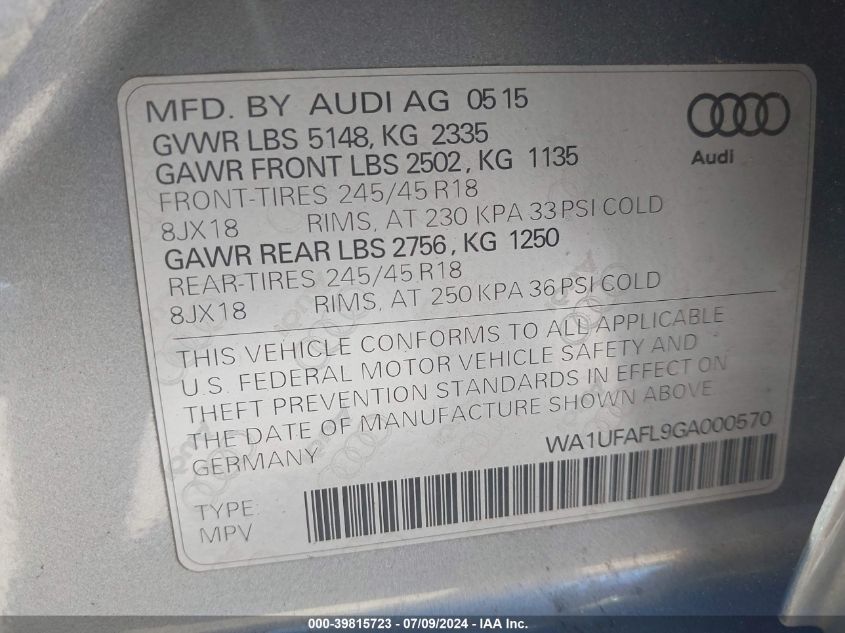 MFD. BY AUDI AG 05 15
GVWR LBS 5148, KG 2335
GAWR FRONT LBS 2502, KG 1135
FRONT-TIRES 245/45 R18
8JX18 RIMS, AT 230 KPA 33 PSI COLD
GAWR REAR LBS 2756, KG 1250
REAR-TIRES 245/45 R18
8JX18 RIMS, AT 250 KPA 36 PSI COLD
Audi
THIS VEHICLE CONFORMS TO ALL APPLICABLE
U.S. FEDERAL MOTOR VEHICLE SAFETY AND
THEFT PREVENTION STANDARDS IN EFFECT ON
THE DATE OF MANUFACTURE SHOWN ABOVE.
GERMANY
WA1UFAFL9GA000570
TYPE:
MPV
000-39815723 - 07/09/2024 - IAA Inc.